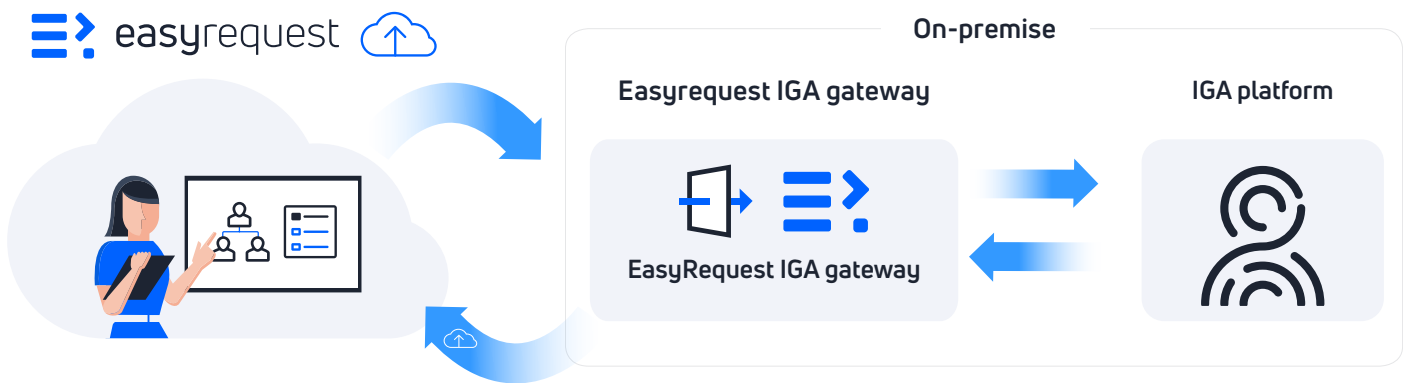 easyrequest
On-premise
Easyrequest IGA gateway
IGA platform
EasyRequest IGA gateway